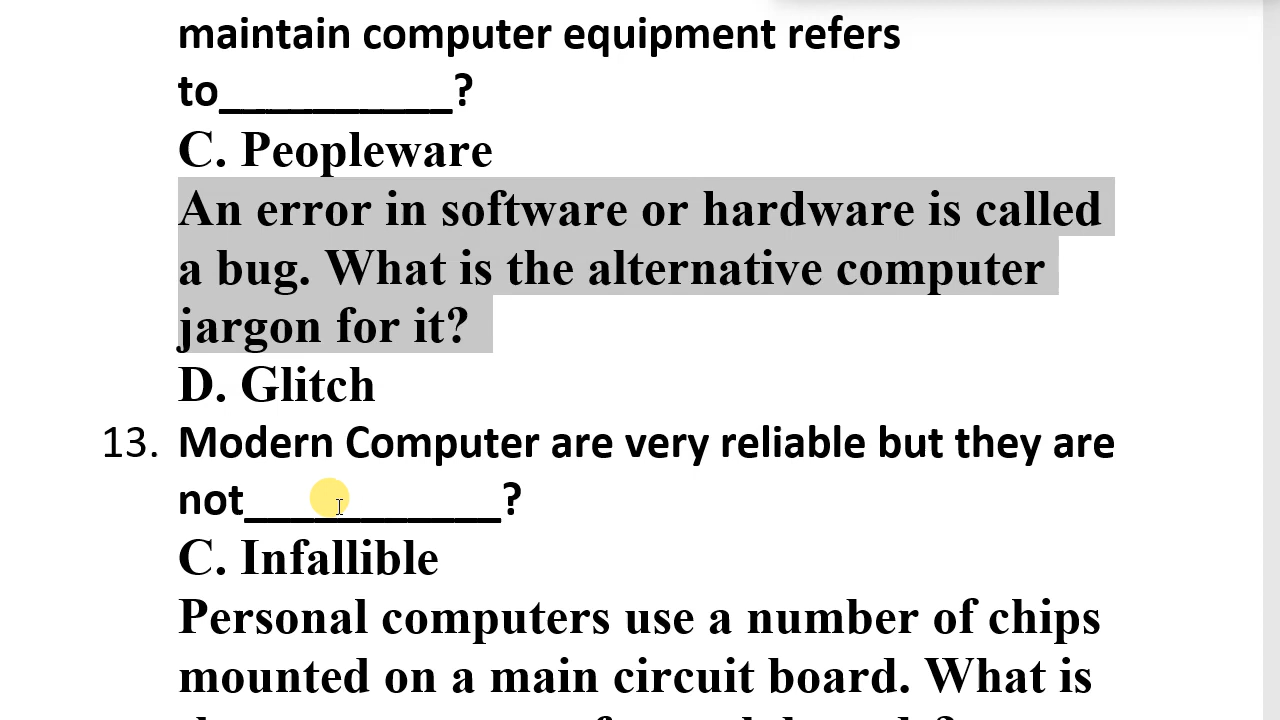 maintain computer equipment refers
to__________?
C. Peopleware
An error in software or hardware is called
a bug. What is the alternative computer
jargon for it?
D. Glitch
13. Modern Computer are very reliable but they are
not___________?
C. Infallible
Personal computers use a number of chips
mounted on a main circuit board. What is